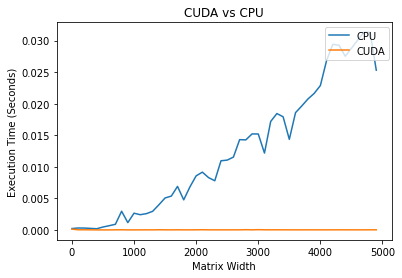 CUDA vs CPU
CPU
CUDA
Execution Time (Seconds)
0.030
0.025
0.020
0.015
0.010
0.005
0.000
0
1000
2000
3000
4000
5000
Matrix Width